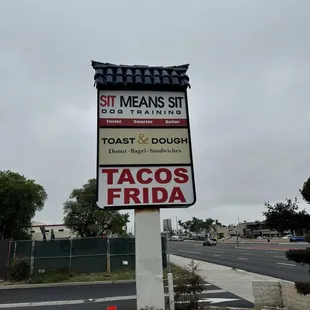 SIT MEANS SIT
DOG TRAINING
TOAST & DOUGH
Donut - Bagel - Sandwiches
TACOS
FRIDA